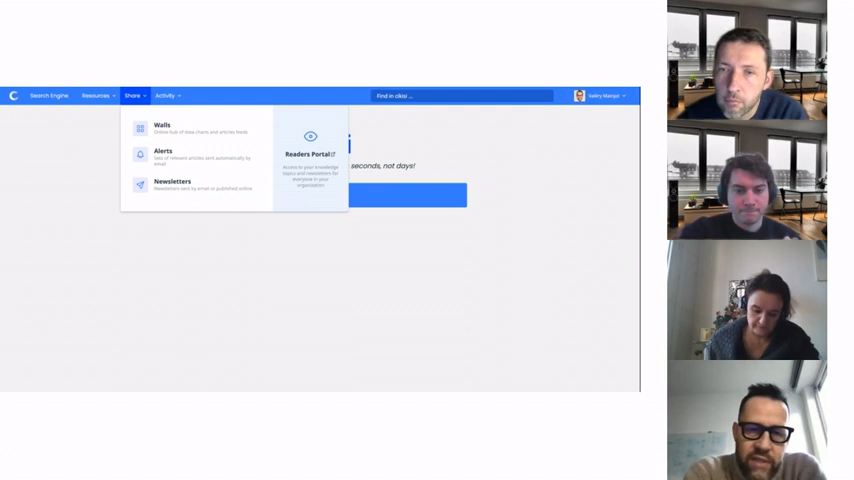 Search Engine Resources Share Activity Find in cikisi ... Valéry Mainjot
Walls
Online hub of data charts and articles feeds
Alerts
Sets of relevant articles sent automatically by
email
Newsletters
Newsletters sent by email or published online
Readers Portal
Access to your knowledge
topics and newsletters for
everyone in your
organization
seconds, not days!